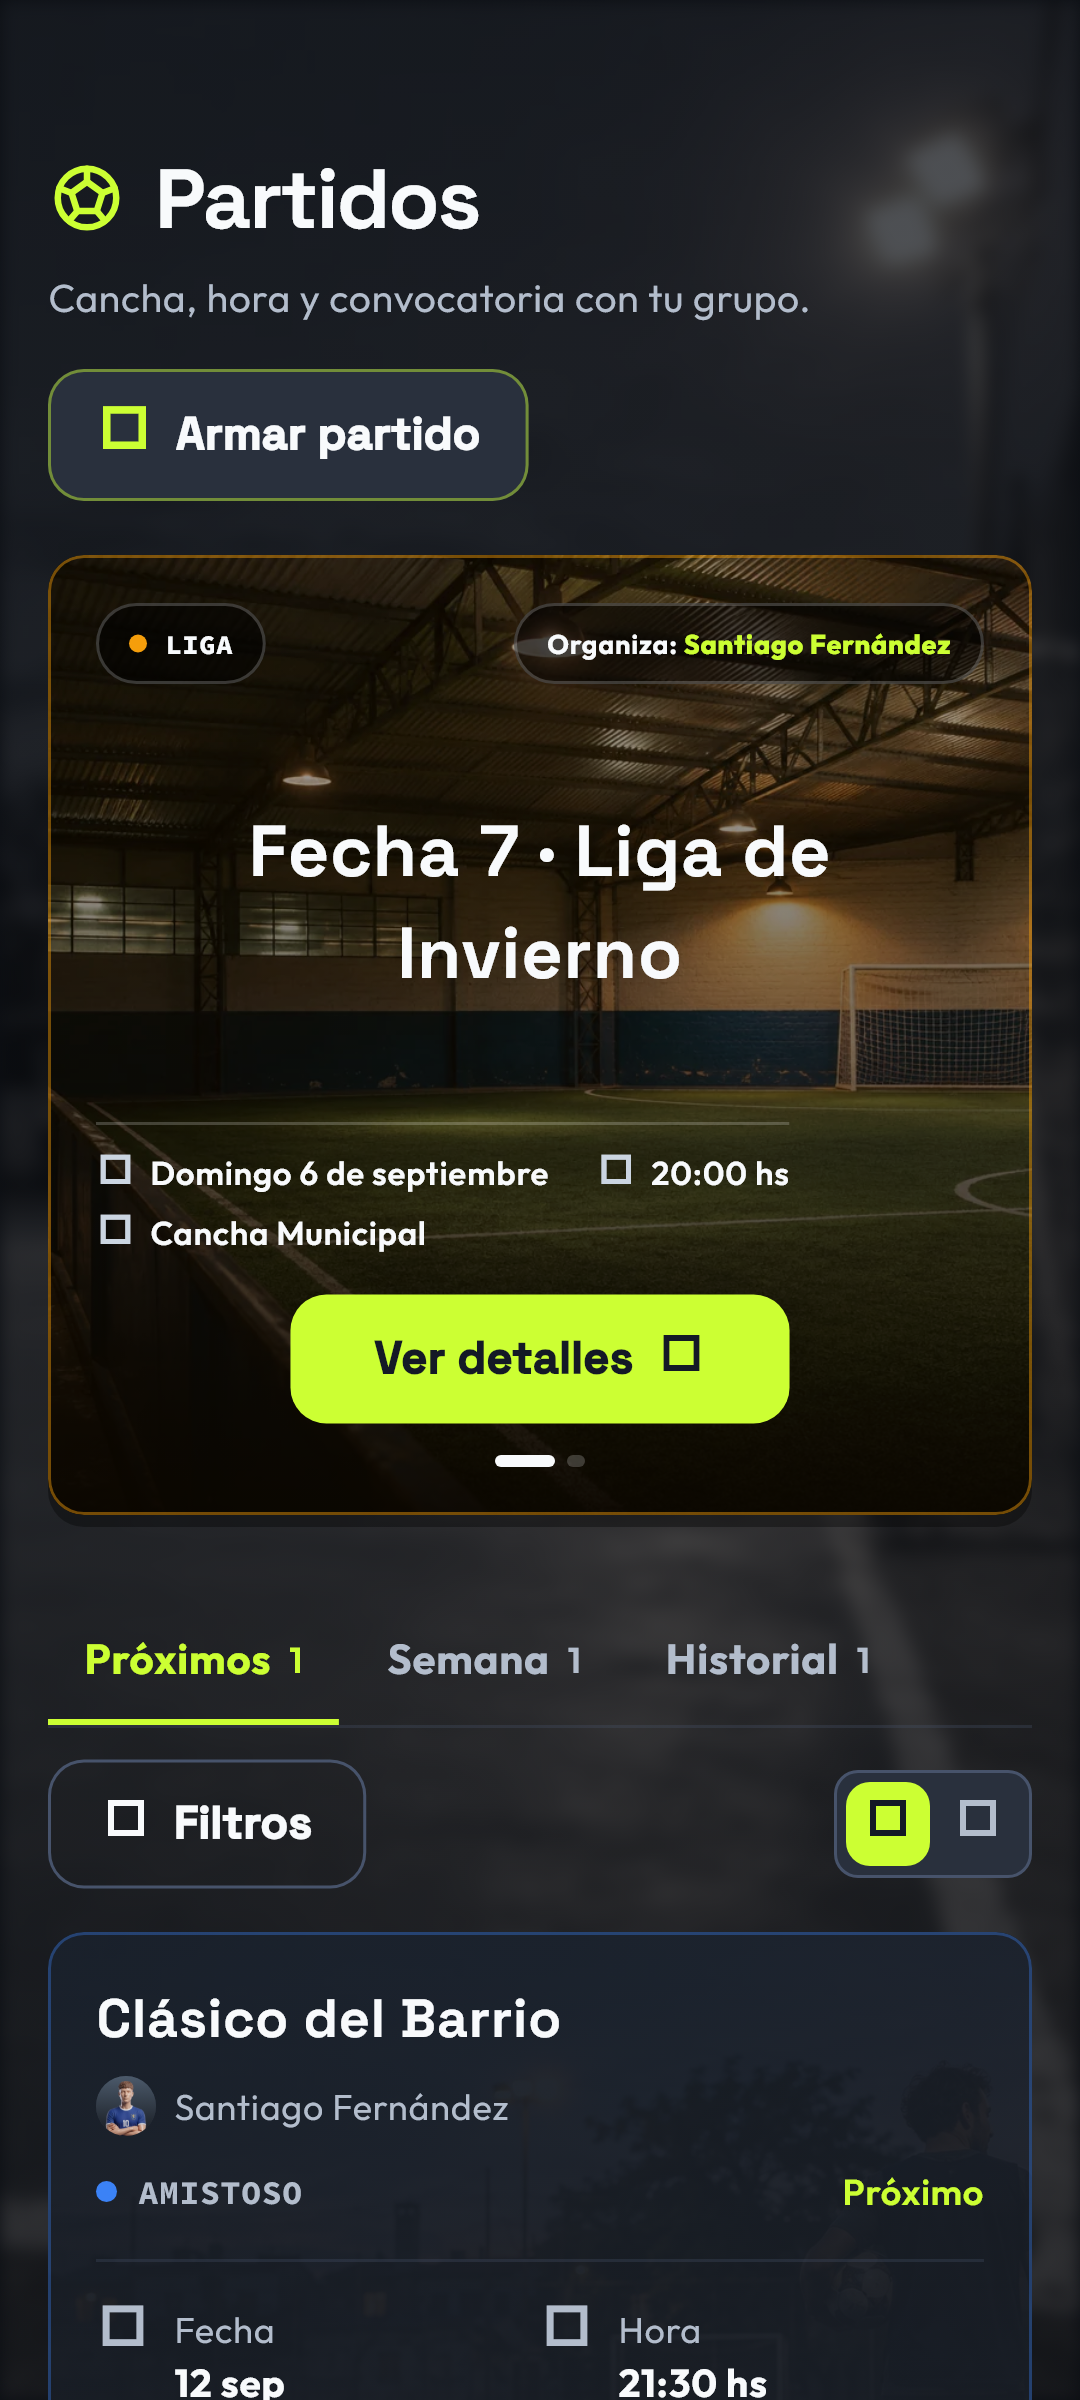 Partidos
Cancha, hora y convocatoria con tu grupo.
Armar partido
LIGA
Organiza: Santiago Fernández
Fecha 7 · Liga de
Invierno
Domingo 6 de septiembre 20:00 hs
Cancha Municipal
Ver detalles
Próximos 1 Semana 1 Historial 1
Filtros
Clásico del Barrio
Santiago Fernández
AMISTOSO Próximo
Fecha Hora
12 sep 21:30 hs